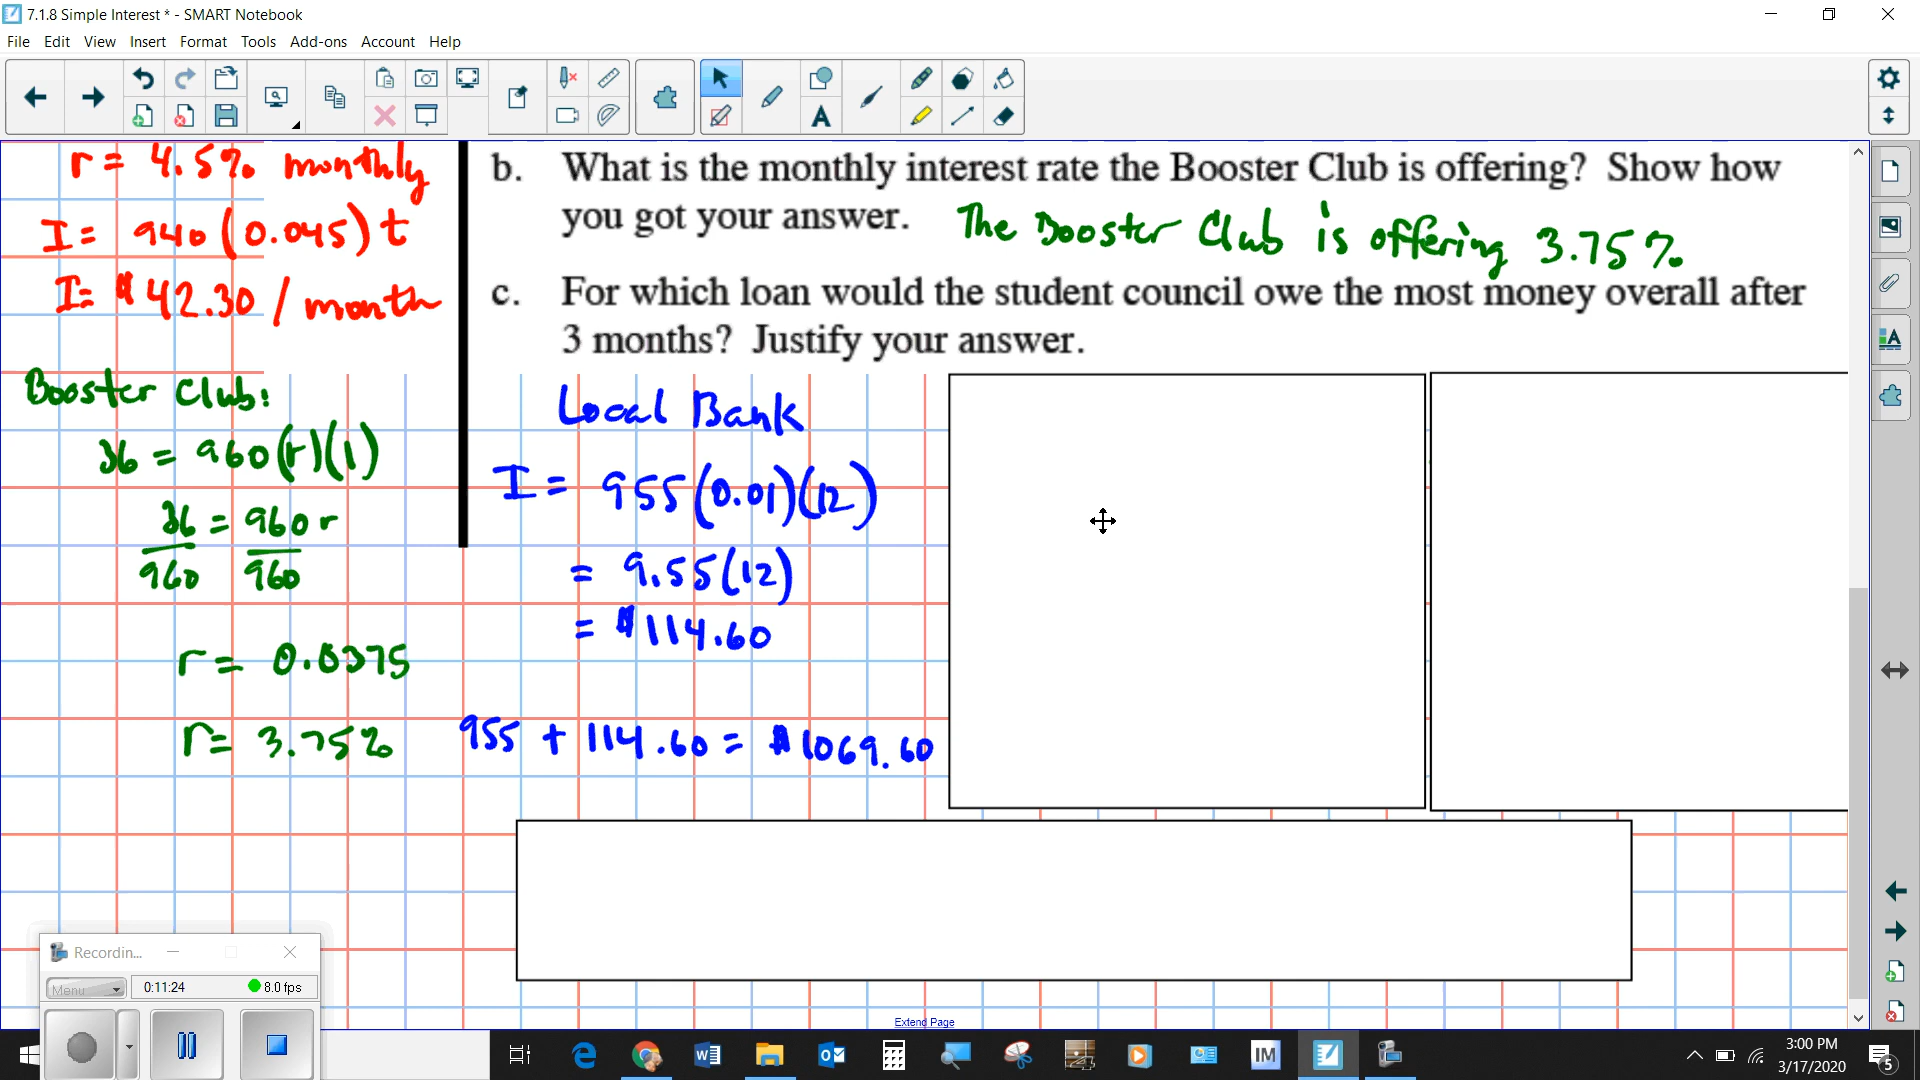 7.1.8 Simple Interest * - SMART Notebook
File Edit View Insert Format Tools Add-ons Account Help
r = 4.5% monthly
I = 940(0.045)t
I = $42.30 / month
Booster Club:
36 = 960(r)(1)
36 = 960r
960 960
r = 0.0375
r = 3.75%
b. What is the monthly interest rate the Booster Club is offering? Show how
you got your answer. The Booster Club is offering 3.75%
c. For which loan would the student council owe the most money overall after
3 months? Justify your answer.
Local Bank
I = 955(0.01)(12)
= 9.55(12)
= $114.60
955 + 114.60 = $1069.60
Recordin...
Menu 0:11:24 8.0 fps
Extend Page
IM
3:00 PM
3/17/2020
5